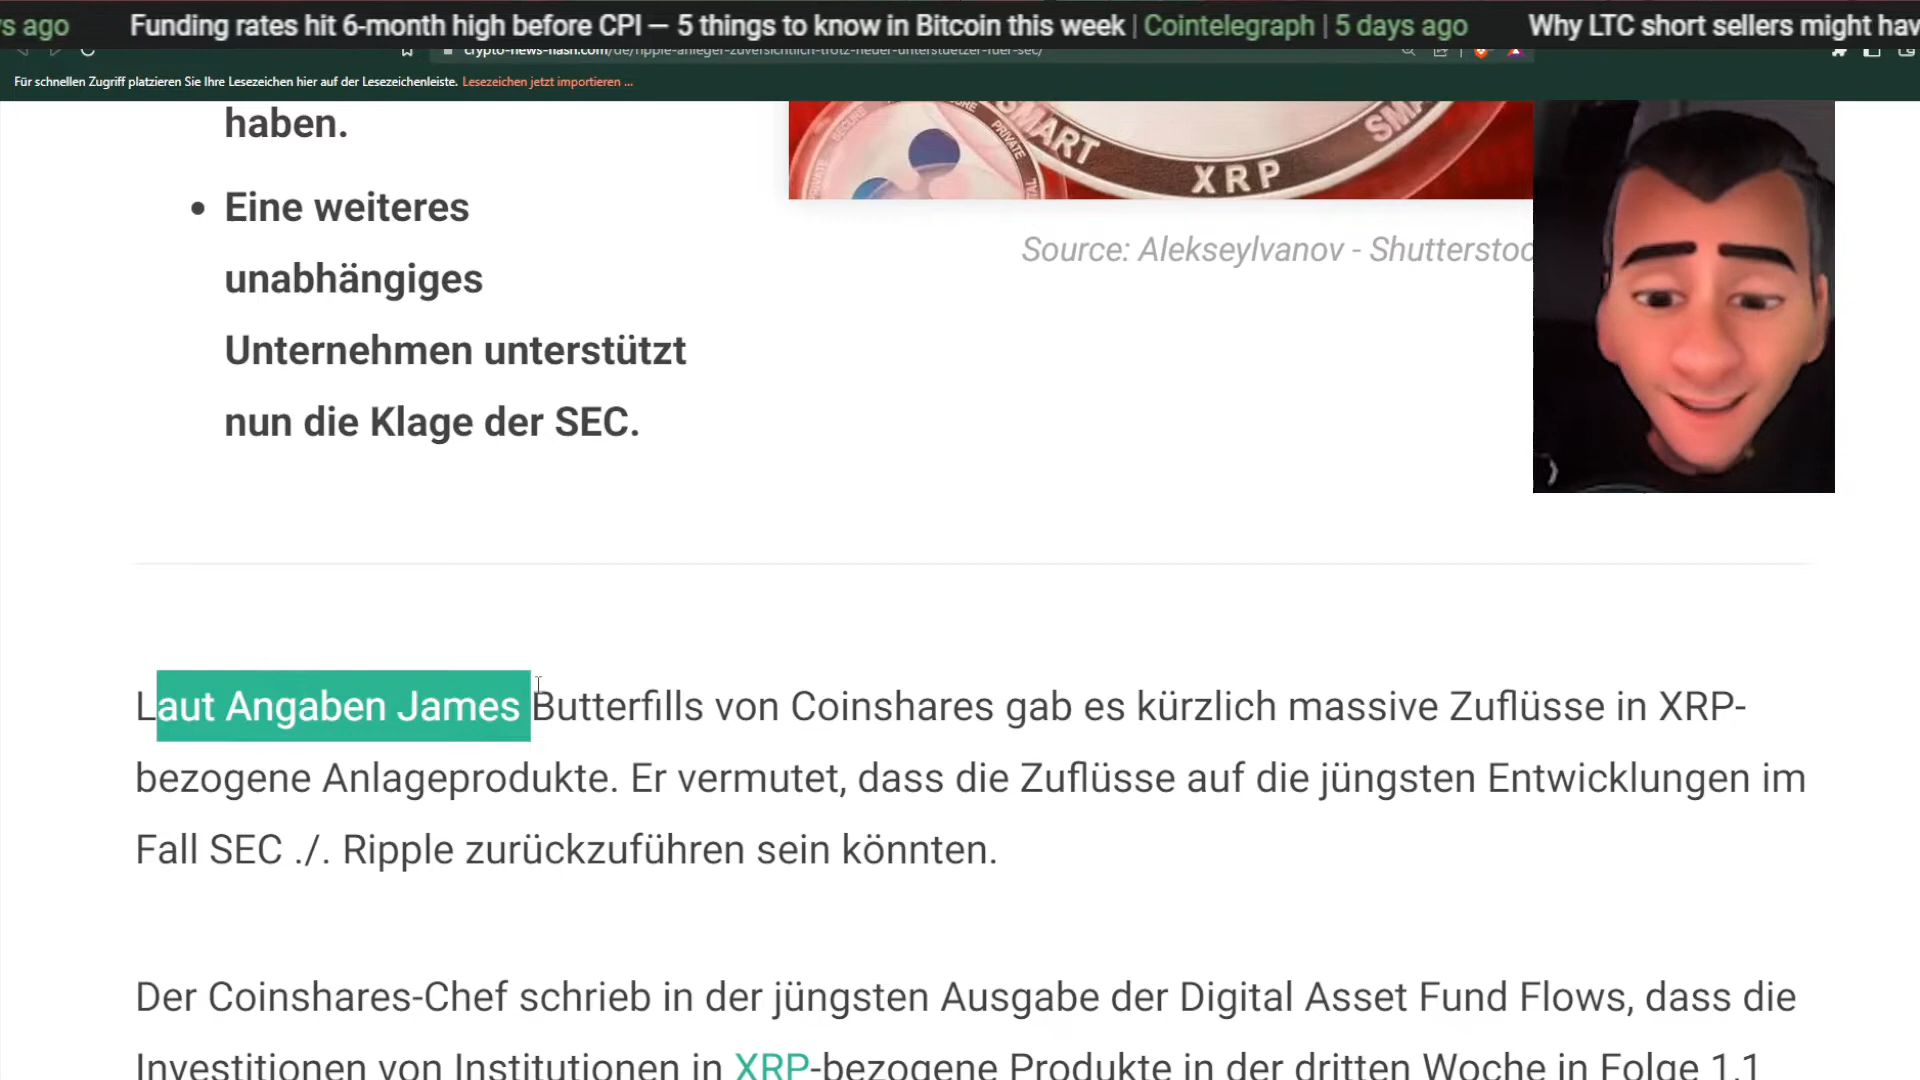 s ago Funding rates hit 6-month high before CPI — 5 things to know in Bitcoin this week | Cointelegraph | 5 days ago Why LTC short sellers might hav
crypto-news-flash.com/de/ripple-anleger-zuversichtlich-trotz-neuer-unterstuetzer-fuer-sec/
Für schnellen Zugriff platzieren Sie Ihre Lesezeichen hier auf der Lesezeichenleiste. Lesezeichen jetzt importieren ...
haben.
SMART
XRP
SMA
SECURE
PRIVATE
• Eine weiteres
unabhängiges
Unternehmen unterstützt
nun die Klage der SEC.
Source: AlekseyIvanov - Shutterstoc
Laut Angaben James Butterfills von Coinshares gab es kürzlich massive Zuflüsse in XRP-
bezogene Anlageprodukte. Er vermutet, dass die Zuflüsse auf die jüngsten Entwicklungen im
Fall SEC ./. Ripple zurückzuführen sein könnten.
Der Coinshares-Chef schrieb in der jüngsten Ausgabe der Digital Asset Fund Flows, dass die
Investitionen von Institutionen in XRP-bezogene Produkte in der dritten Woche in Folge 1,1